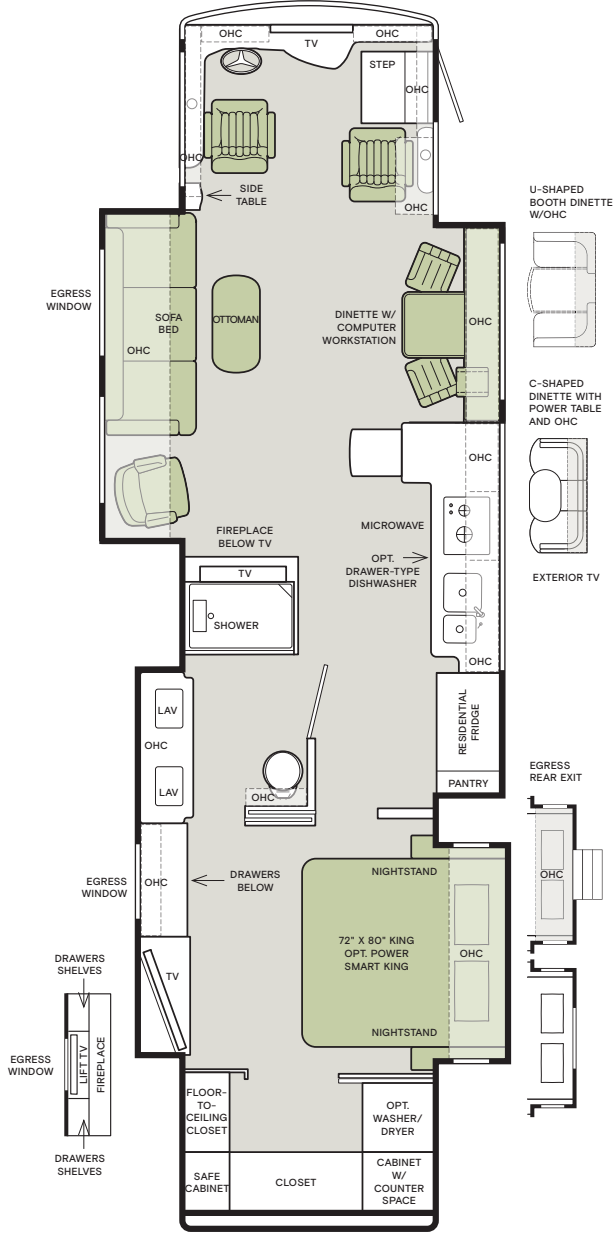 OHC
TV
OHC
STEP
OHC
OHC
SIDE
TABLE
OHC
U-SHAPED
BOOTH DINETTE
W/OHC
EGRESS
WINDOW
SOFA
BED
OHC
OTTOMAN
DINETTE W/
COMPUTER
WORKSTATION
OHC
C-SHAPED
DINETTE WITH
POWER TABLE
AND OHC
OHC
MICROWAVE
OPT.
DRAWER-TYPE
DISHWASHER
FIREPLACE
BELOW TV
TV
SHOWER
EXTERIOR TV
OHC
RESIDENTIAL
FRIDGE
PANTRY
LAV
OHC
LAV
OHC
EGRESS
REAR EXIT
OHC
EGRESS
WINDOW
OHC
DRAWERS
BELOW
NIGHTSTAND
72" X 80" KING
OPT. POWER
SMART KING
OHC
NIGHTSTAND
TV
DRAWERS
SHELVES
EGRESS
WINDOW
LIFT TV
FIREPLACE
DRAWERS
SHELVES
FLOOR-
TO-
CEILING
CLOSET
OPT.
WASHER/
DRYER
SAFE
CABINET
CLOSET
CABINET
W/
COUNTER
SPACE